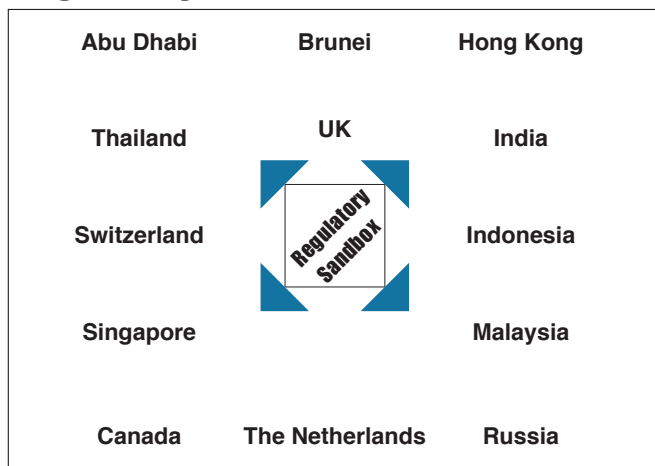 Abu Dhabi Brunei Hong Kong
UK
Thailand India
Regulatory
Sandbox
Switzerland Indonesia
Singapore Malaysia
Canada The Netherlands Russia